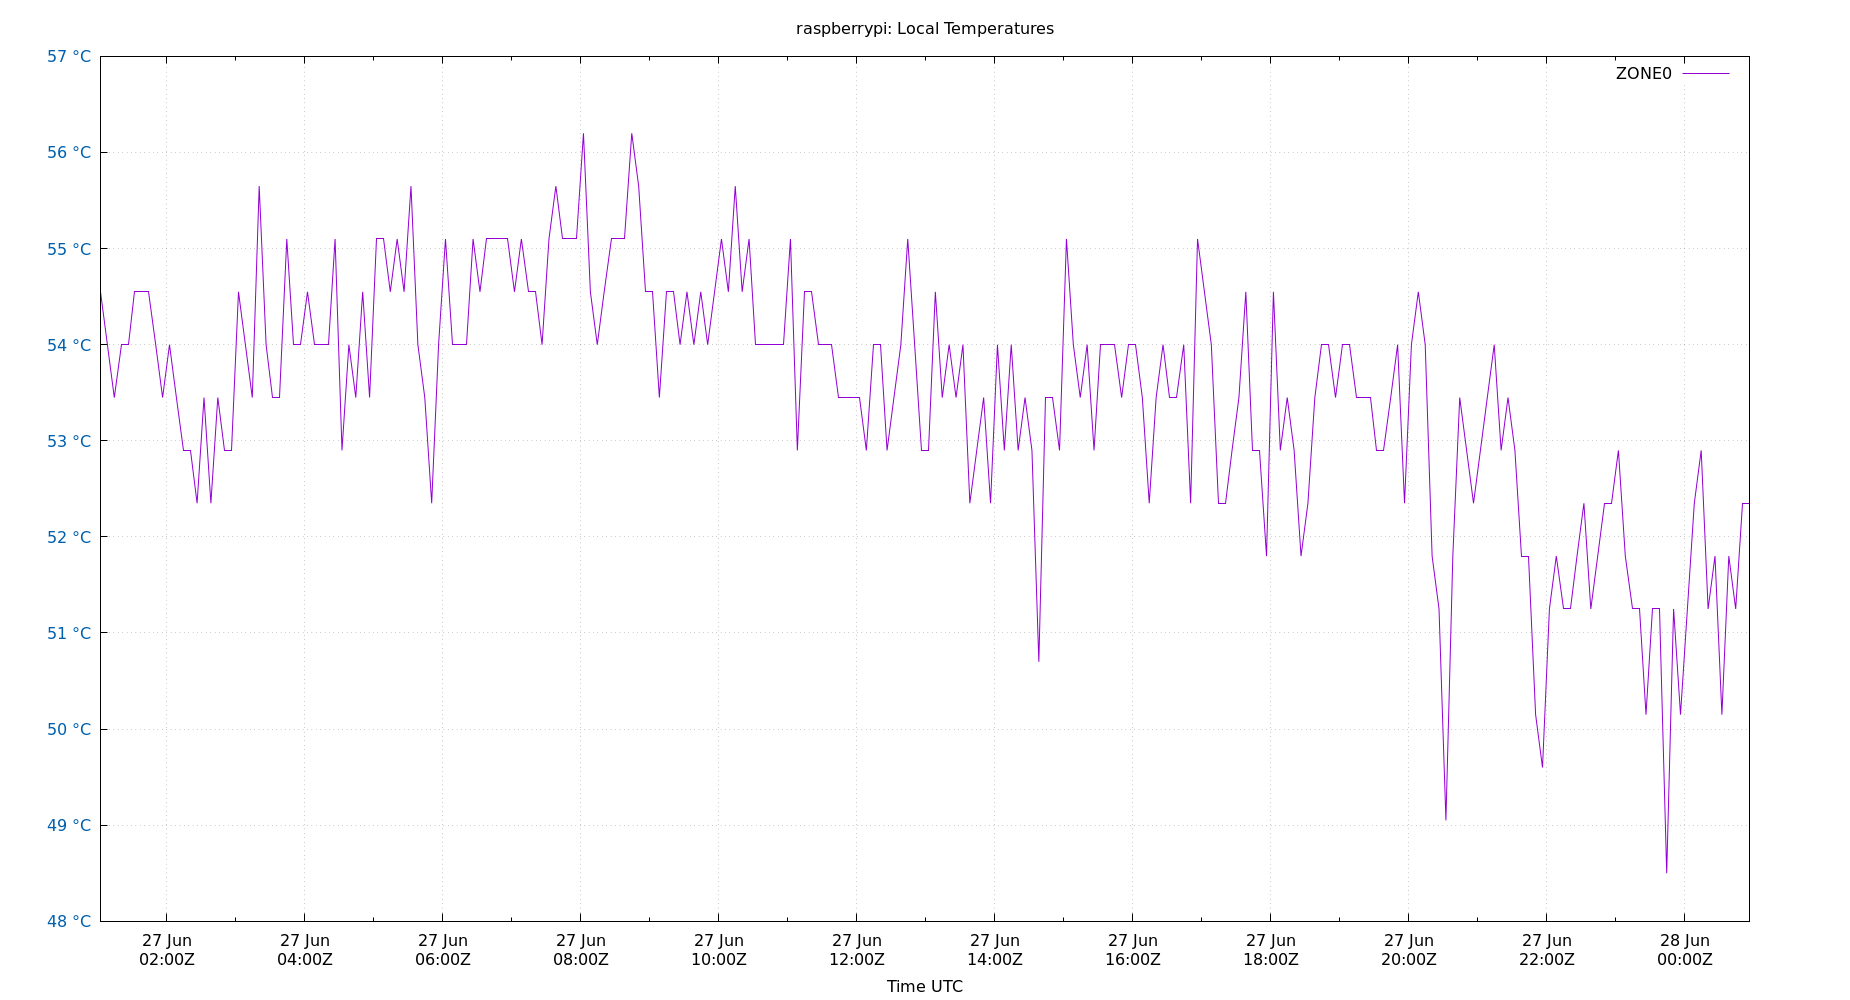 raspberrypi: Local Temperatures
57 °C
ZONE0
56 °C
55 °C
54 °C
53 °C
52 °C
51 °C
50 °C
49 °C
48 °C
27 Jun 27 Jun 27 Jun 27 Jun 27 Jun 27 Jun 27 Jun 27 Jun 27 Jun 27 Jun 27 Jun 28 Jun
02:00Z 04:00Z 06:00Z 08:00Z 10:00Z 12:00Z 14:00Z 16:00Z 18:00Z 20:00Z 22:00Z 00:00Z
Time UTC